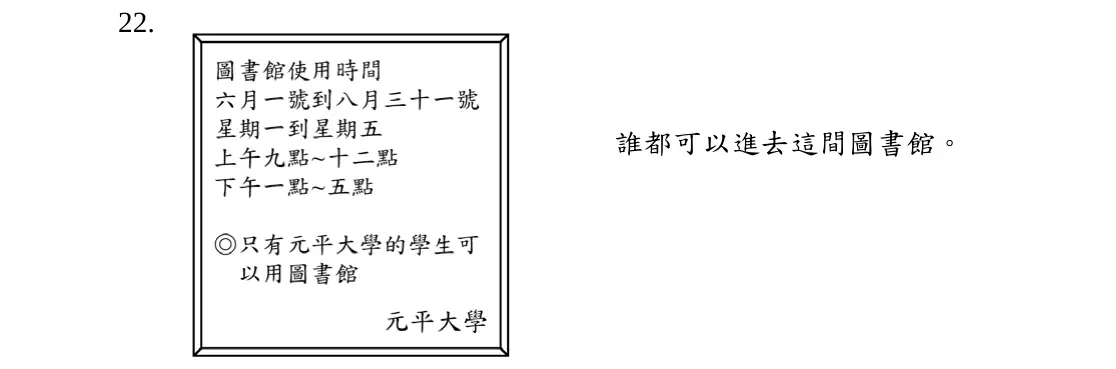 22.
圖書館使用時間
六月一號到八月三十一號
星期一到星期五
上午九點~十二點
下午一點~五點
◎只有元平大學的學生可
以用圖書館
元平大學
誰都可以進去這間圖書館。